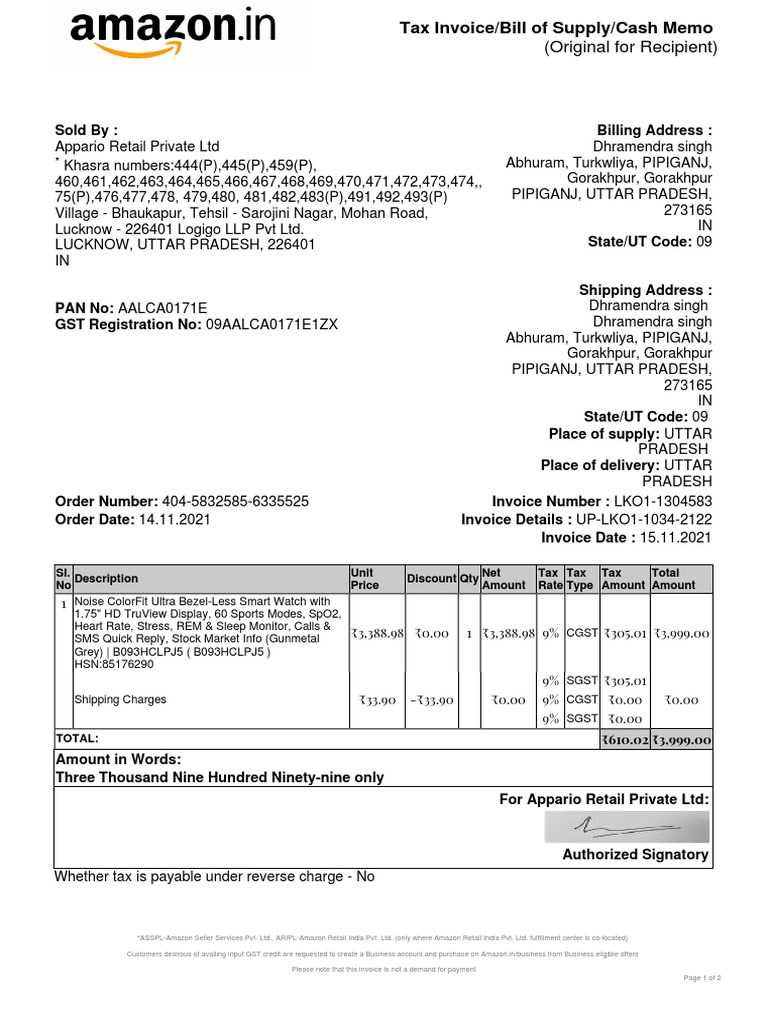 amazon.in
Tax Invoice/Bill of Supply/Cash Memo
(Original for Recipient)
Sold By :
Appario Retail Private Ltd
* Khasra numbers:444(P),445(P),459(P),
460,461,462,463,464,465,466,467,468,469,470,471,472,473,474,,
75(P),476,477,478, 479,480, 481,482,483(P),491,492,493(P)
Village - Bhaukapur, Tehsil - Sarojini Nagar, Mohan Road,
Lucknow - 226401 Logigo LLP Pvt Ltd.
LUCKNOW, UTTAR PRADESH, 226401
IN
PAN No: AALCA0171E
GST Registration No: 09AALCA0171E1ZX
Billing Address :
Dhramendra singh
Abhuram, Turkwliya, PIPIGANJ,
Gorakhpur, Gorakhpur
PIPIGANJ, UTTAR PRADESH,
273165
IN
State/UT Code: 09
Shipping Address :
Dhramendra singh
Dhramendra singh
Abhuram, Turkwliya, PIPIGANJ,
Gorakhpur, Gorakhpur
PIPIGANJ, UTTAR PRADESH,
273165
IN
State/UT Code: 09
Place of supply: UTTAR
PRADESH
Place of delivery: UTTAR
PRADESH
Order Number: 404-5832585-6335525
Order Date: 14.11.2021
Invoice Number : LKO1-1304583
Invoice Details : UP-LKO1-1034-2122
Invoice Date : 15.11.2021
Sl. No Description Unit Price Discount Qty Net Amount Tax Rate Tax Type Tax Amount Total Amount
1 Noise ColorFit Ultra Bezel-Less Smart Watch with
1.75" HD TruView Display, 60 Sports Modes, SpO2,
Heart Rate, Stress, REM & Sleep Monitor, Calls &
SMS Quick Reply, Stock Market Info (Gunmetal
Grey) | B093HCLPJ5 ( B093HCLPJ5 )
HSN:85176290
₹3,388.98 ₹0.00 1 ₹3,388.98 9% CGST ₹305.01 ₹3,999.00
9% SGST ₹305.01
Shipping Charges ₹33.90 -₹33.90 ₹0.00 9% CGST ₹0.00 ₹0.00
9% SGST ₹0.00
TOTAL: ₹610.02 ₹3,999.00
Amount in Words:
Three Thousand Nine Hundred Ninety-nine only
For Appario Retail Private Ltd:
Authorized Signatory
Whether tax is payable under reverse charge - No
*ASSPL-Amazon Seller Services Pvt. Ltd., ARIPL-Amazon Retail India Pvt. Ltd. (only where Amazon Retail India Pvt. Ltd. fulfillment center is co-located)
Customers desirous of availing input GST credit are requested to create a Business account and purchase on Amazon.in/business from Business eligible offers
Please note that this invoice is not a demand for payment
Page 1 of 2